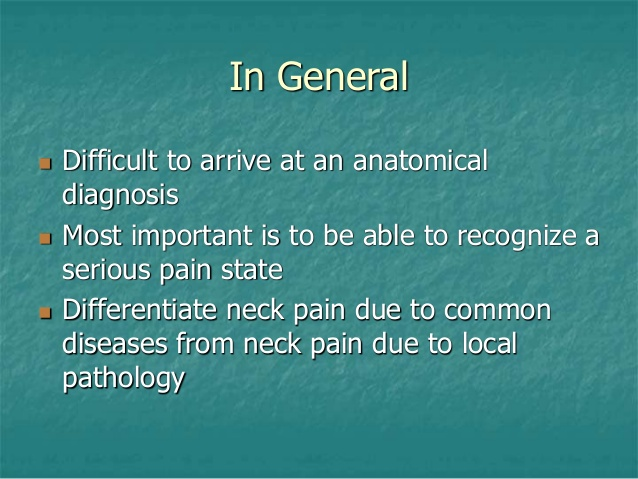 In General
Difficult to arrive at an anatomical
diagnosis
Most important is to be able to recognize a
serious pain state
Differentiate neck pain due to common
diseases from neck pain due to local
pathology